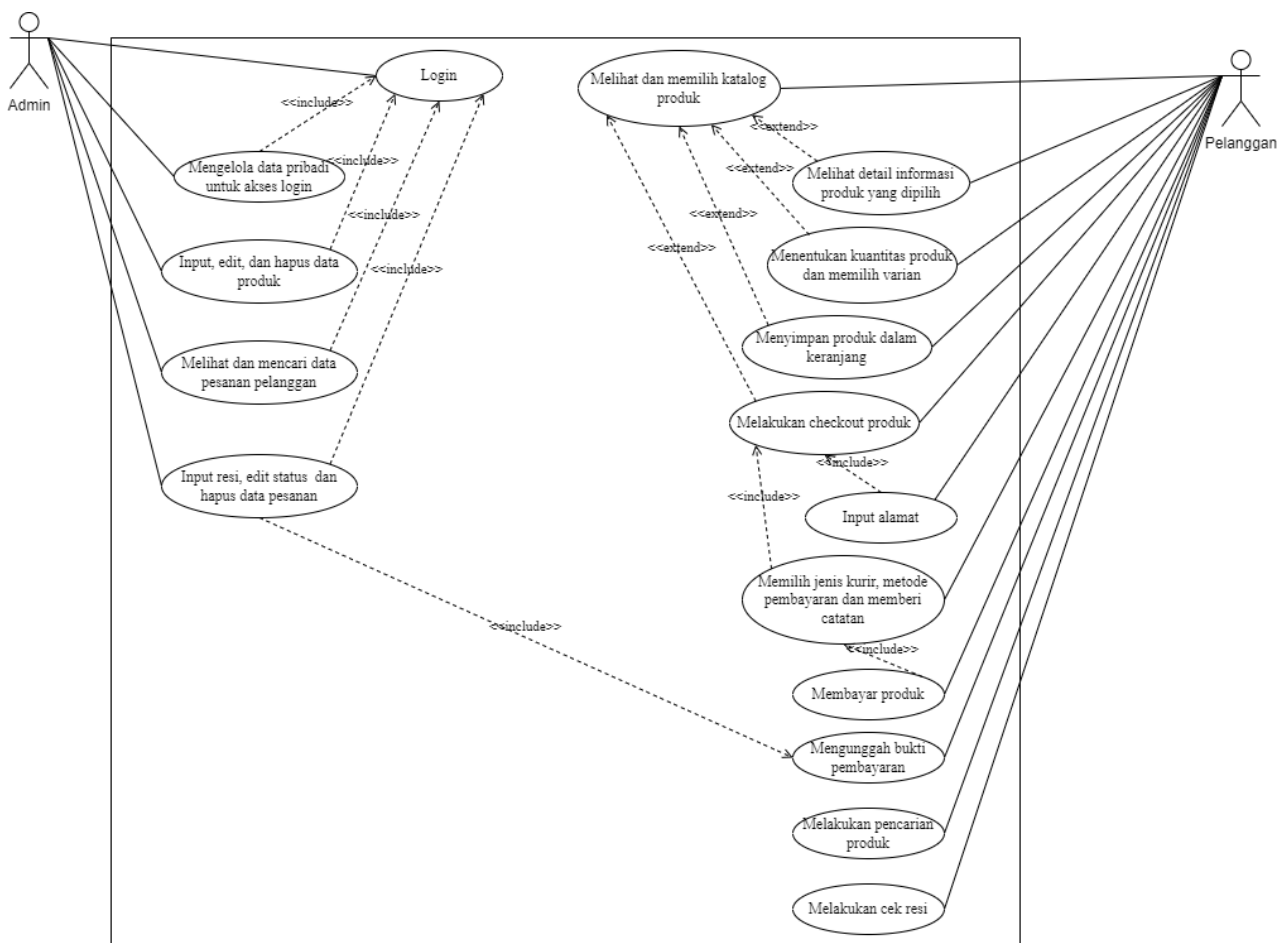 Admin
Login
<<include>>
Mengelola data pribadi
untuk akses login
<<include>>
Input, edit, dan hapus data
produk
<<include>>
Melihat dan mencari data
pesanan pelanggan
<<include>>
Input resi, edit status  dan
hapus data pesanan
<<include>>
Melihat dan memilih katalog
produk
Pelanggan
<<extend>>
Melihat detail informasi
produk yang dipilih
<<extend>>
Menentukan kuantitas produk
dan memilih varian
<<extend>>
Menyimpan produk dalam
keranjang
<<extend>>
Melakukan checkout produk
<<include>>
Input alamat
<<include>>
Memilih jenis kurir, metode
pembayaran dan memberi
catatan
<<include>>
Membayar produk
Mengunggah bukti
pembayaran
Melakukan pencarian
produk
Melakukan cek resi